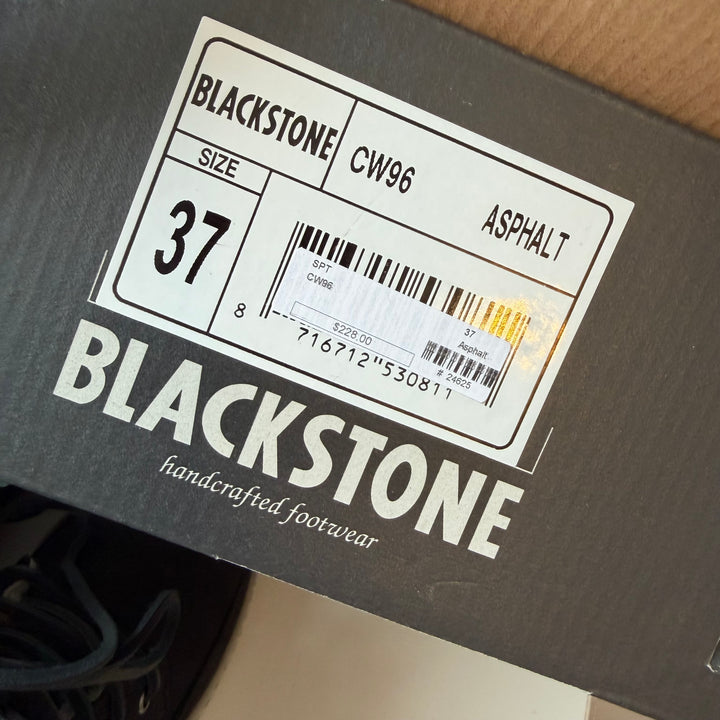 BLACKSTONE
CW96
ASPHALT
SIZE
37
SPT
CW96
$228.00
37
Asphalt
# 24625
8 716712 530811
BLACKSTONE
handcrafted footwear